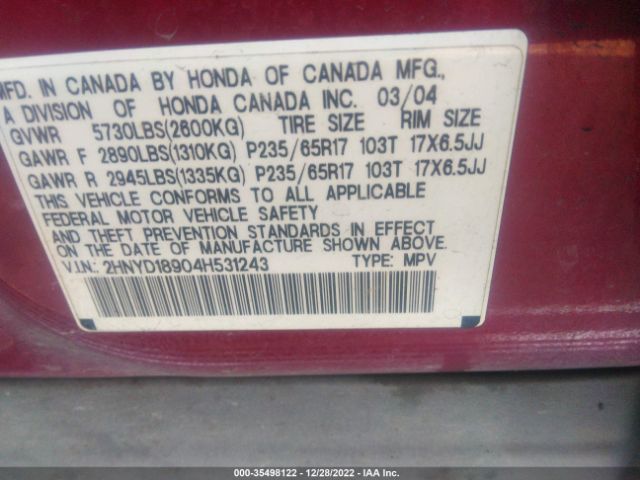 MFD. IN CANADA BY HONDA OF CANADA MFG.,
A DIVISION OF HONDA CANADA INC. 03/04
GVWR 5730LBS(2600KG) TIRE SIZE RIM SIZE
GAWR F 2890LBS(1310KG) P235/65R17 103T 17X6.5JJ
GAWR R 2945LBS(1335KG) P235/65R17 103T 17X6.5JJ
THIS VEHICLE CONFORMS TO ALL APPLICABLE
FEDERAL MOTOR VEHICLE SAFETY
AND THEFT PREVENTION STANDARDS IN EFFECT
ON THE DATE OF MANUFACTURE SHOWN ABOVE.
V.I.N.: 2HNYD18904H531243 TYPE: MPV
000-35498122 - 12/28/2022 - IAA Inc.